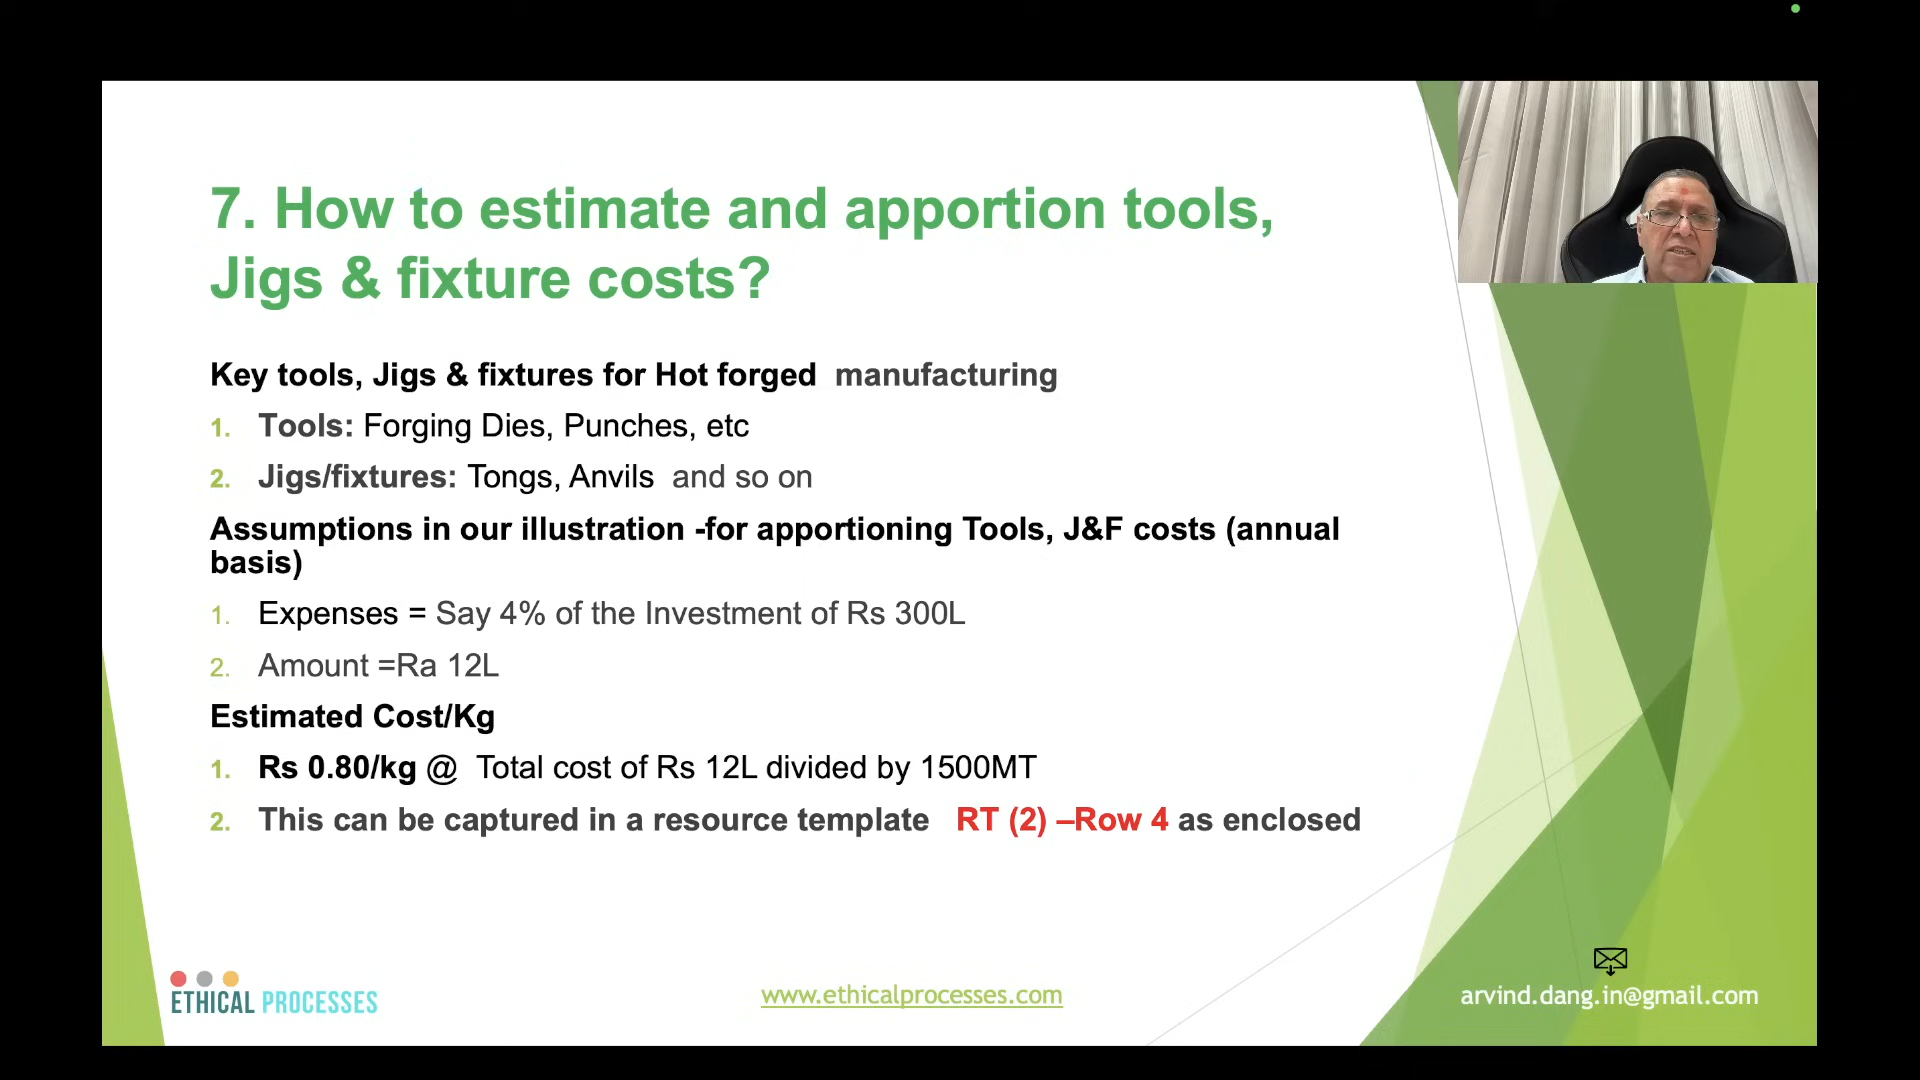 7. How to estimate and apportion tools,
Jigs & fixture costs?
Key tools, Jigs & fixtures for Hot forged manufacturing
1. Tools: Forging Dies, Punches, etc
2. Jigs/fixtures: Tongs, Anvils and so on
Assumptions in our illustration -for apportioning Tools, J&F costs (annual
basis)
1. Expenses = Say 4% of the Investment of Rs 300L
2. Amount =Ra 12L
Estimated Cost/Kg
1. Rs 0.80/kg @ Total cost of Rs 12L divided by 1500MT
2. This can be captured in a resource template RT (2) –Row 4 as enclosed
ETHICAL PROCESSES
www.ethicalprocesses.com
arvind.dang.in@gmail.com